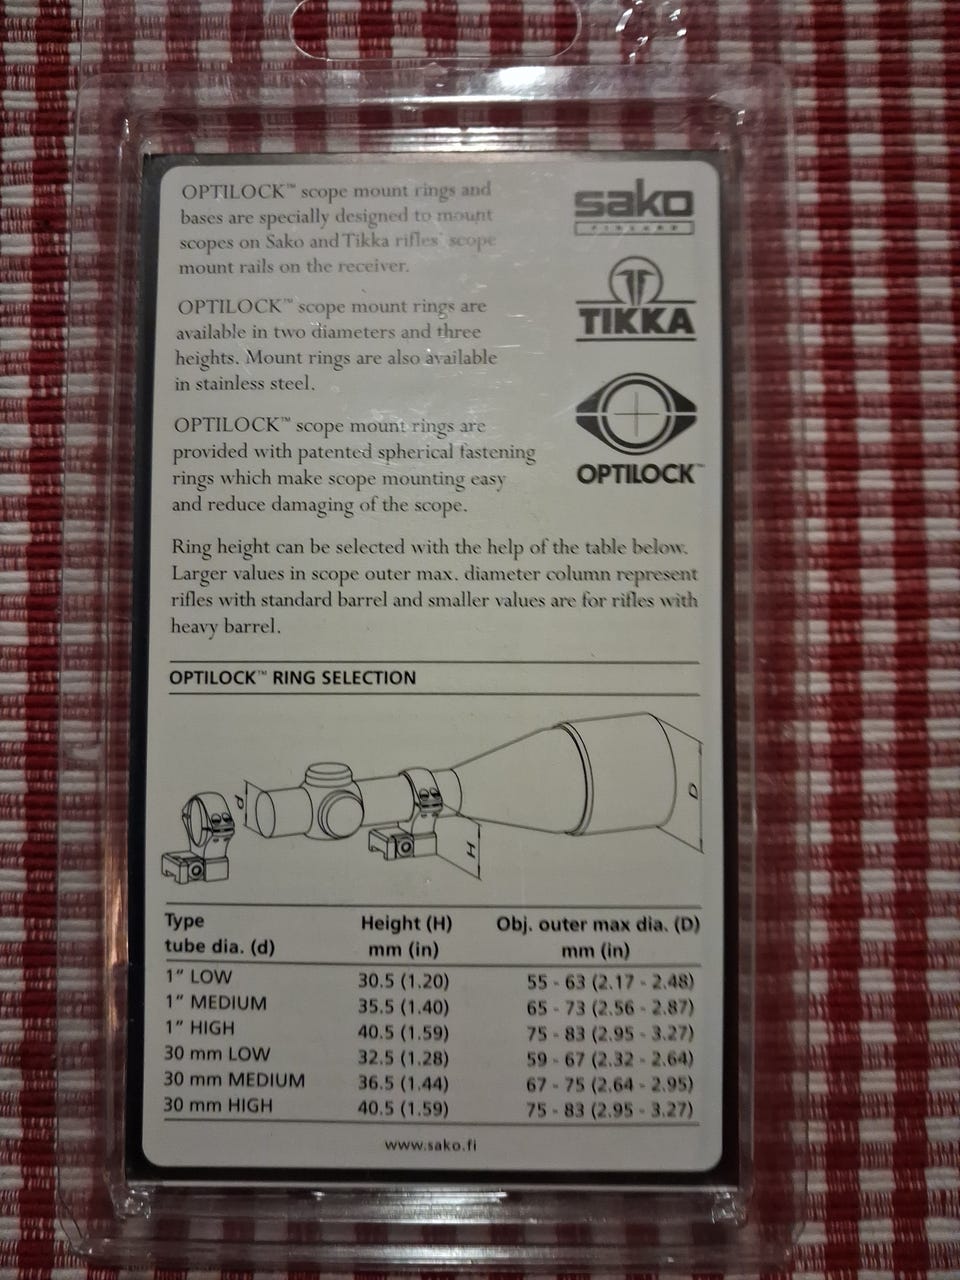 OPTILOCK™ scope mount rings and
bases are specially designed to mount
scopes on Sako and Tikka rifles' scope
mount rails on the receiver.
OPTILOCK™ scope mount rings are
available in two diameters and three
heights. Mount rings are also available
in stainless steel.
OPTILOCK™ scope mount rings are
provided with patented spherical fastening
rings which make scope mounting easy
and reduce damaging of the scope.
sako
FINLAND
TIKKA
OPTILOCK™
Ring height can be selected with the help of the table below.
Larger values in scope outer max. diameter column represent
rifles with standard barrel and smaller values are for rifles with
heavy barrel.
OPTILOCK™ RING SELECTION
d
H
D
Type Height (H) Obj. outer max dia. (D)
tube dia. (d) mm (in) mm (in)
1" LOW 30.5 (1.20) 55 - 63 (2.17 - 2.48)
1" MEDIUM 35.5 (1.40) 65 - 73 (2.56 - 2.87)
1" HIGH 40.5 (1.59) 75 - 83 (2.95 - 3.27)
30 mm LOW 32.5 (1.28) 59 - 67 (2.32 - 2.64)
30 mm MEDIUM 36.5 (1.44) 67 - 75 (2.64 - 2.95)
30 mm HIGH 40.5 (1.59) 75 - 83 (2.95 - 3.27)
www.sako.fi